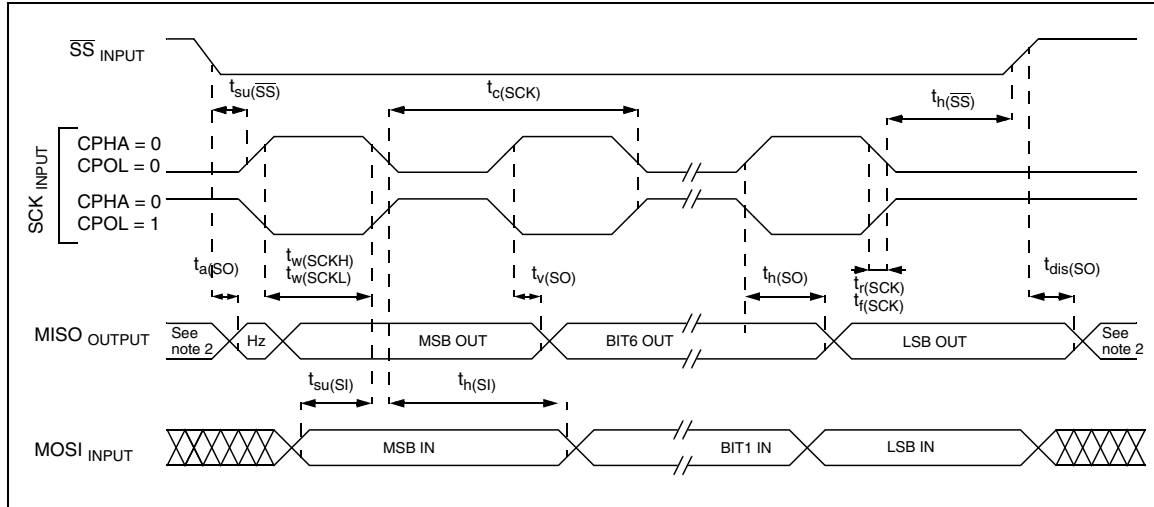 SS INPUT
tsu(SS)
tc(SCK)
th(SS)
SCK INPUT
CPHA = 0
CPOL = 0
CPHA = 0
CPOL = 1
ta(SO)
tw(SCKH)
tw(SCKL)
tv(SO)
th(SO)
tr(SCK)
tf(SCK)
tdis(SO)
MISO OUTPUT
See
note 2
Hz
MSB OUT
BIT6 OUT
LSB OUT
See
note 2
tsu(SI)
th(SI)
MOSI INPUT
MSB IN
BIT1 IN
LSB IN